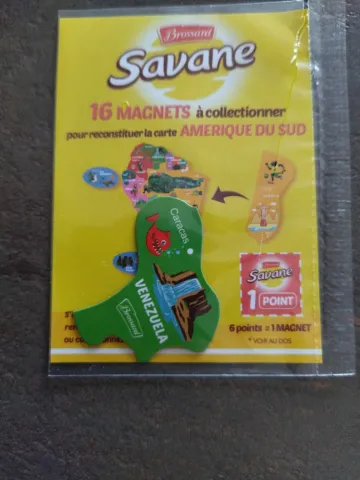 Brossard
Savane
16 MAGNETS à collectionner
pour reconstituer la carte AMERIQUE DU SUD
Caracas
VENEZUELA
Brossard
Brossard
Savane
1 POINT
6 points = 1 MAGNET
* VOIR AU DOS